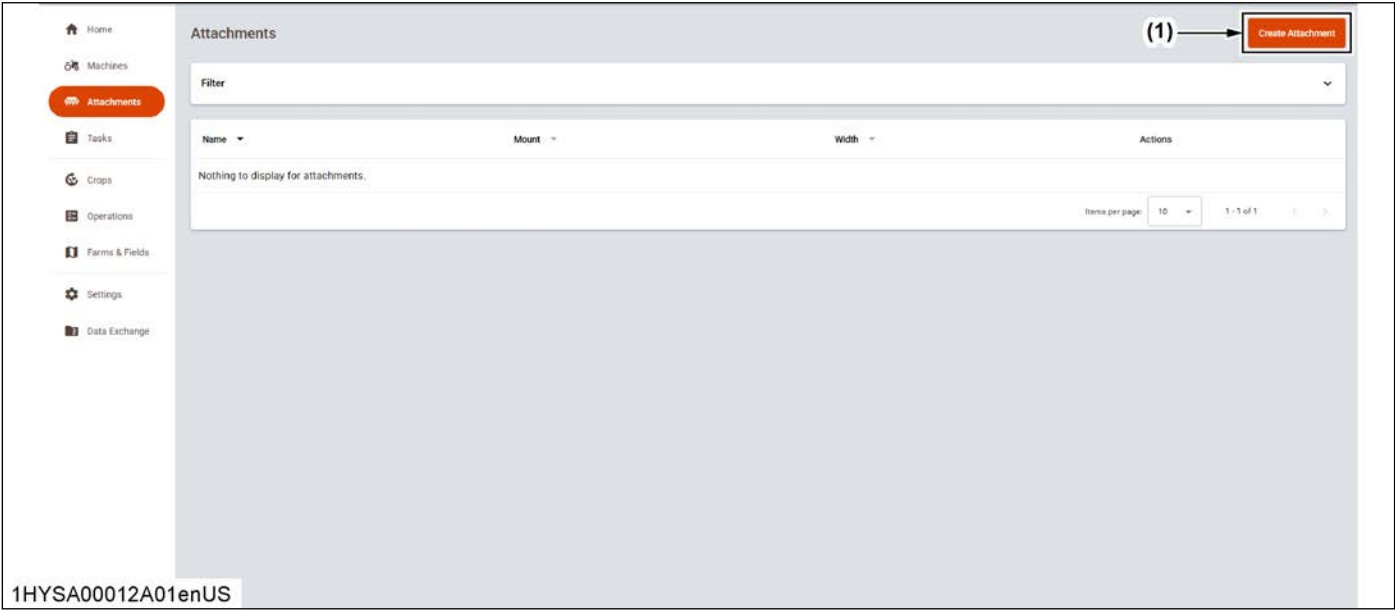 Home
Attachments
(1)
Create Attachment
Machines
Filter
Attachments
Tasks
Name
Mount
Width
Actions
Crops
Nothing to display for attachments.
Operations
Items per page:
10
1 - 1 of 1
Farms & Fields
Settings
Data Exchange
1HYSA00012A01enUS